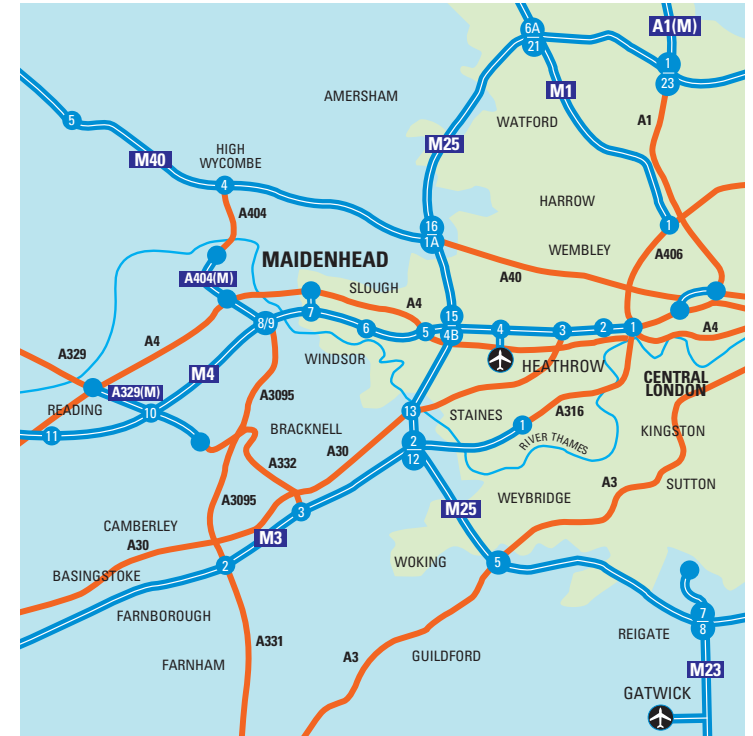 6A
21
A1(M)
1
23
AMERSHAM
M1
WATFORD
A1
5
M40
HIGH
WYCOMBE
M25
4
A404
HARROW
16
1A
1
WEMBLEY
A406
MAIDENHEAD
A404(M)
SLOUGH
A40
A4
8/9
7
6
5
15
4B
4
3
2
1
A4
A4
A329
WINDSOR
HEATHROW
M4
A329(M)
A3095
CENTRAL
LONDON
READING
10
13
STAINES
A316
11
BRACKNELL
A30
1
RIVER THAMES
KINGSTON
A332
2
12
A3095
WEYBRIDGE
A3
SUTTON
3
M25
CAMBERLEY
A30
M3
BASINGSTOKE
2
WOKING
5
FARNBOROUGH
7
8
REIGATE
A331
A3
GUILDFORD
FARNHAM
M23
GATWICK